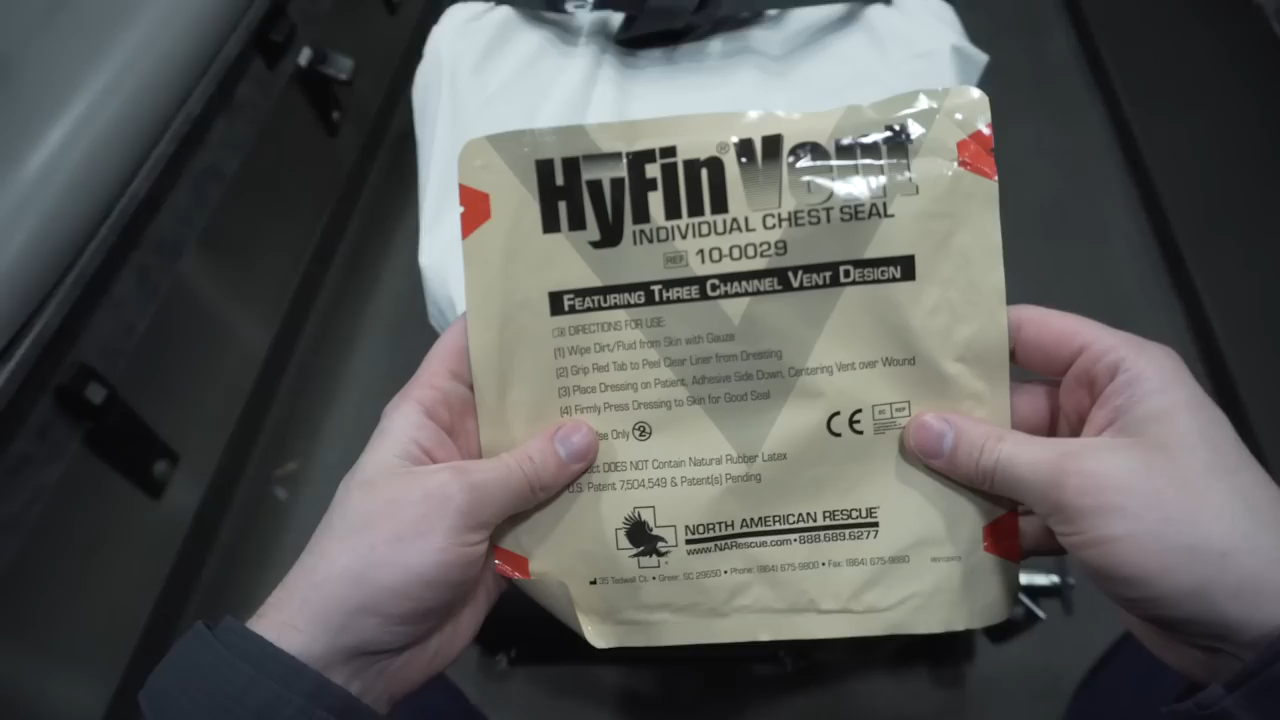 HyFin® Vent
INDIVIDUAL CHEST SEAL
REF 10-0029
FEATURING THREE CHANNEL VENT DESIGN
DIRECTIONS FOR USE:
(1) Wipe Dirt/Fluid from Skin with Gauze
(2) Grip Red Tab to Peel Clear Liner from Dressing
(3) Place Dressing on Patient, Adhesive Side Down, Centering Vent over Wound
(4) Firmly Press Dressing to Skin for Good Seal
Use Only 2
CE EC REP
DOES NOT Contain Natural Rubber Latex
U.S. Patent 7,504,549 & Patent(s) Pending
NORTH AMERICAN RESCUE
www.NARescue.com • 888.689.6277
35 Tedwall Ct. • Greer, SC 29650 • Phone: (864) 675-9800 • Fax: (864) 675-9880